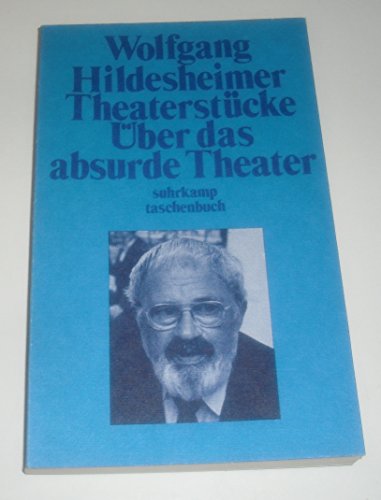 Wolfgang
Hildesheimer
Theaterstücke
Über das
absurde Theater
suhrkamp
taschenbuch